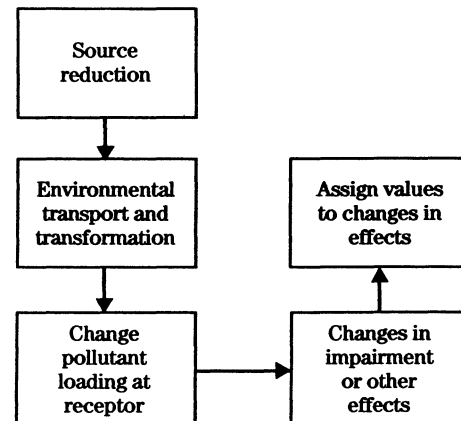 Source
reduction
Environmental
transport and
transformation
Change
pollutant
loading at
receptor
Changes in
impairment
or other
effects
Assign values
to changes in
effects